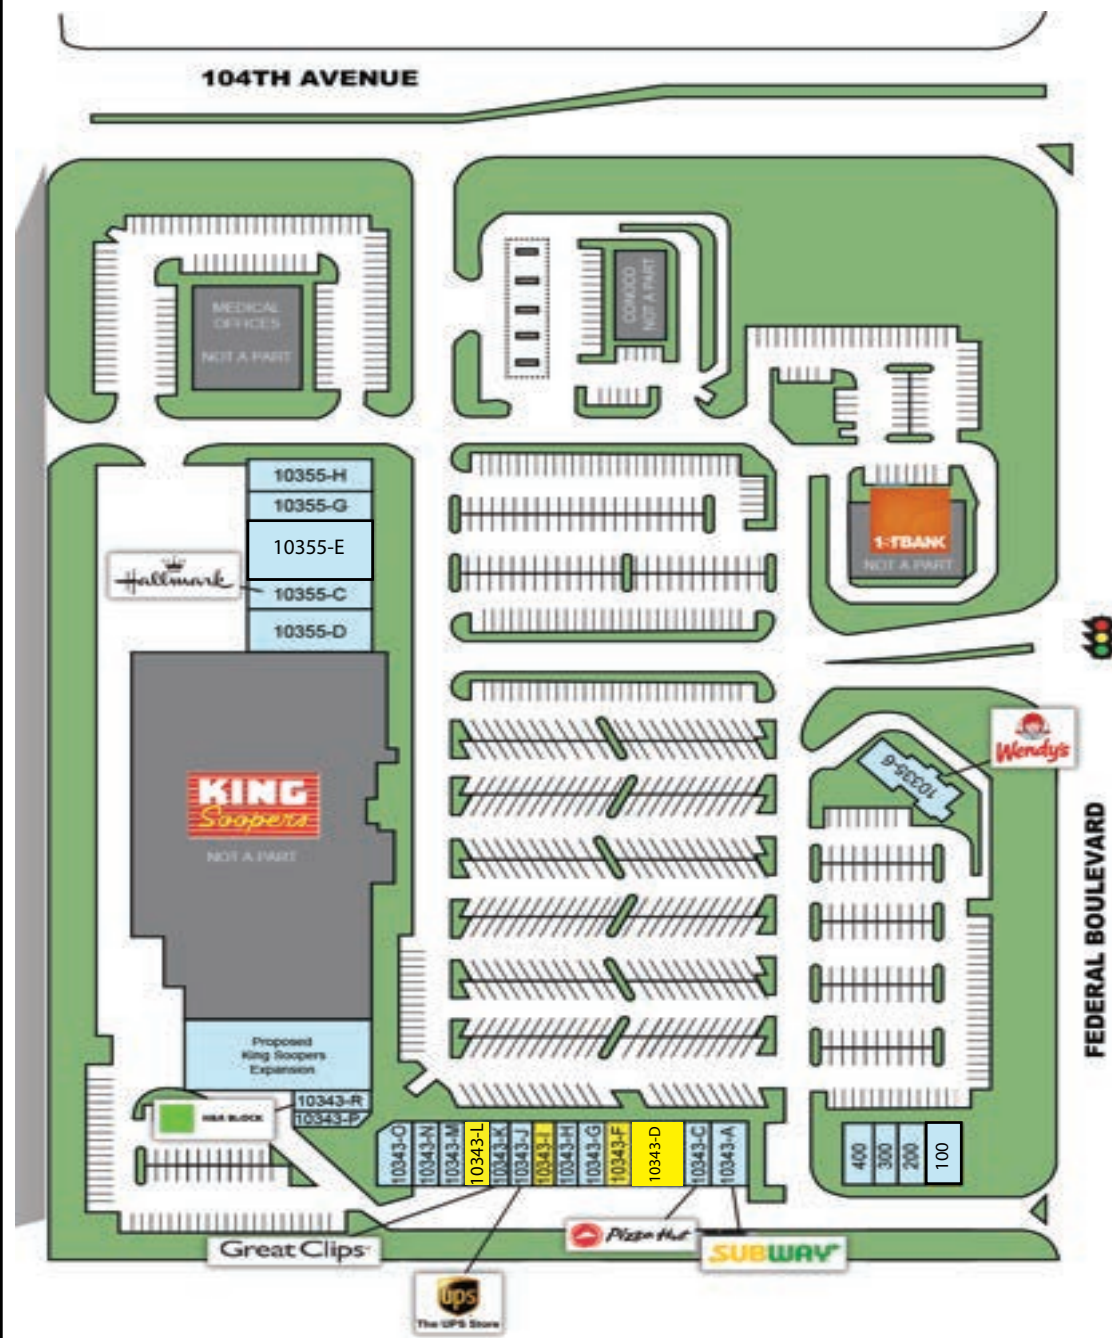 104TH AVENUE
MEDICAL
OFFICES
NOT A PART
CONOCO
NOT A PART
10355-H
10355-G
10355-E
Hallmark
10355-C
10355-D
1STBANK
NOT A PART
KING
Soopers
NOT A PART
Wendy's
10335-6
FEDERAL BOULEVARD
Proposed
King Soopers
Expansion
10343-R
H&R BLOCK
10343-P
10343-O
10343-N
10343-M
10343-L
10343-K
10343-J
10343-I
10343-H
10343-G
10343-F
10343-D
10343-C
10343-A
400
300
200
100
Great Clips
Pizza Hut
SUBWAY
ups
The UPS Store